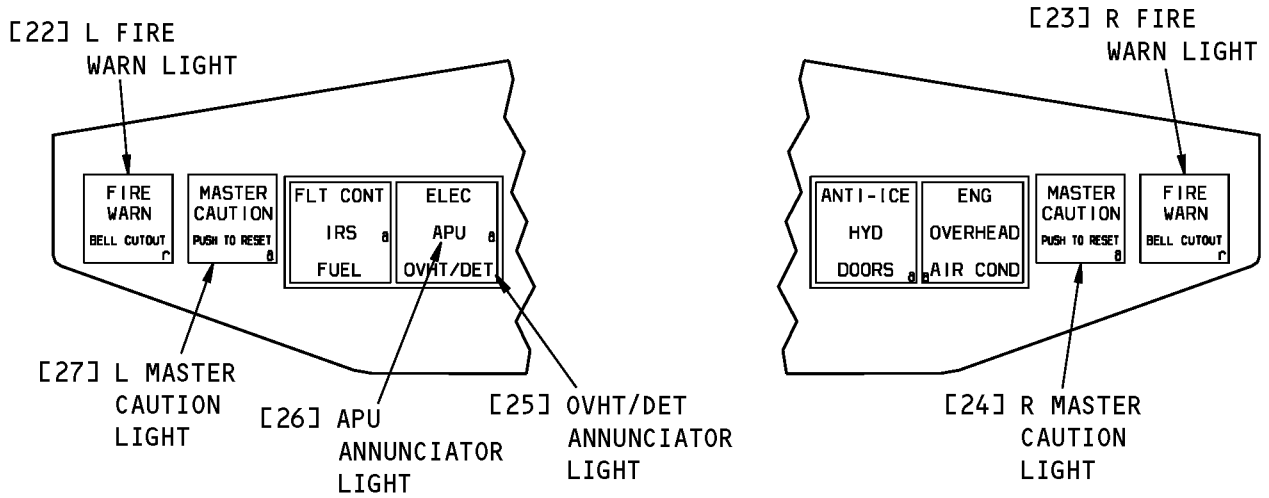 [22] L FIRE
WARN LIGHT
[23] R FIRE
WARN LIGHT
FIRE
WARN
BELL CUTOUT
r
MASTER
CAUTION
PUSH TO RESET
a
FLT CONT
IRS a
FUEL
ELEC
APU a
OVHT/DET
ANTI-ICE
HYD
DOORS a
ENG
OVERHEAD
a AIR COND
MASTER
CAUTION
PUSH TO RESET
a
FIRE
WARN
BELL CUTOUT
r
[27] L MASTER
CAUTION
LIGHT
[26] APU
ANNUNCIATOR
LIGHT
[25] OVHT/DET
ANNUNCIATOR
LIGHT
[24] R MASTER
CAUTION
LIGHT